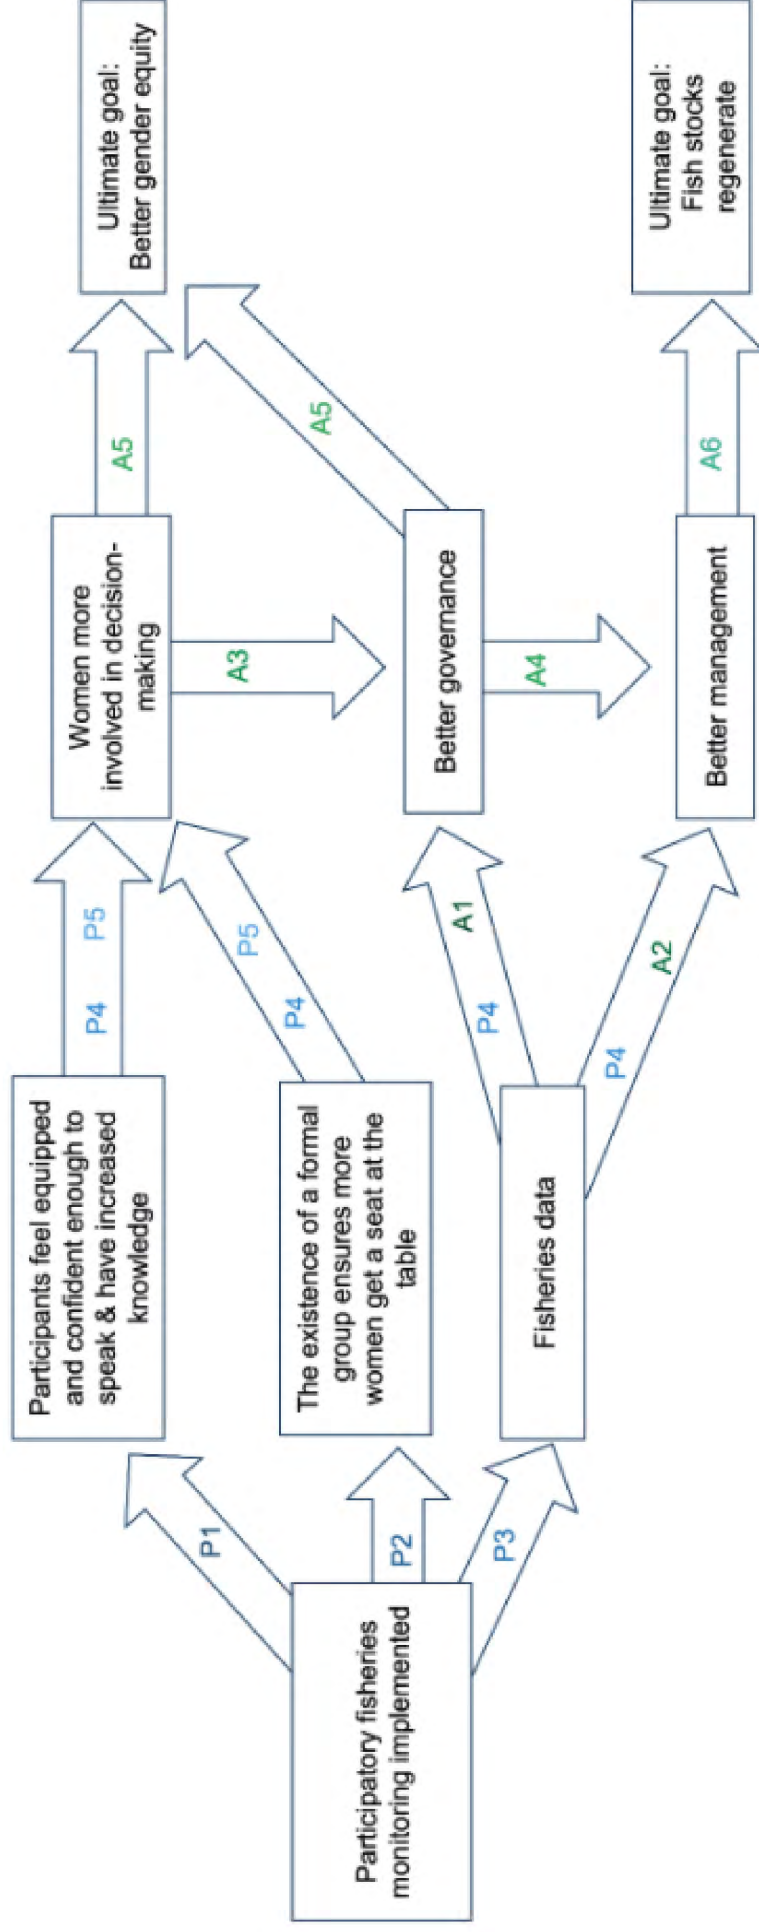 Participatory fisheries
monitoring implemented
P1
P2
P3
Participants feel equipped
and confident enough to
speak & have increased
knowledge
The existence of a formal
group ensures more
women get a seat at the
table
Fisheries data
P4 P5
P4 P5
P4 A1
P4 A2
Women more
involved in decision-
making
A3
Better governance
A4
Better management
A5
A5
A6
Ultimate goal:
Better gender equity
Ultimate goal:
Fish stocks
regenerate